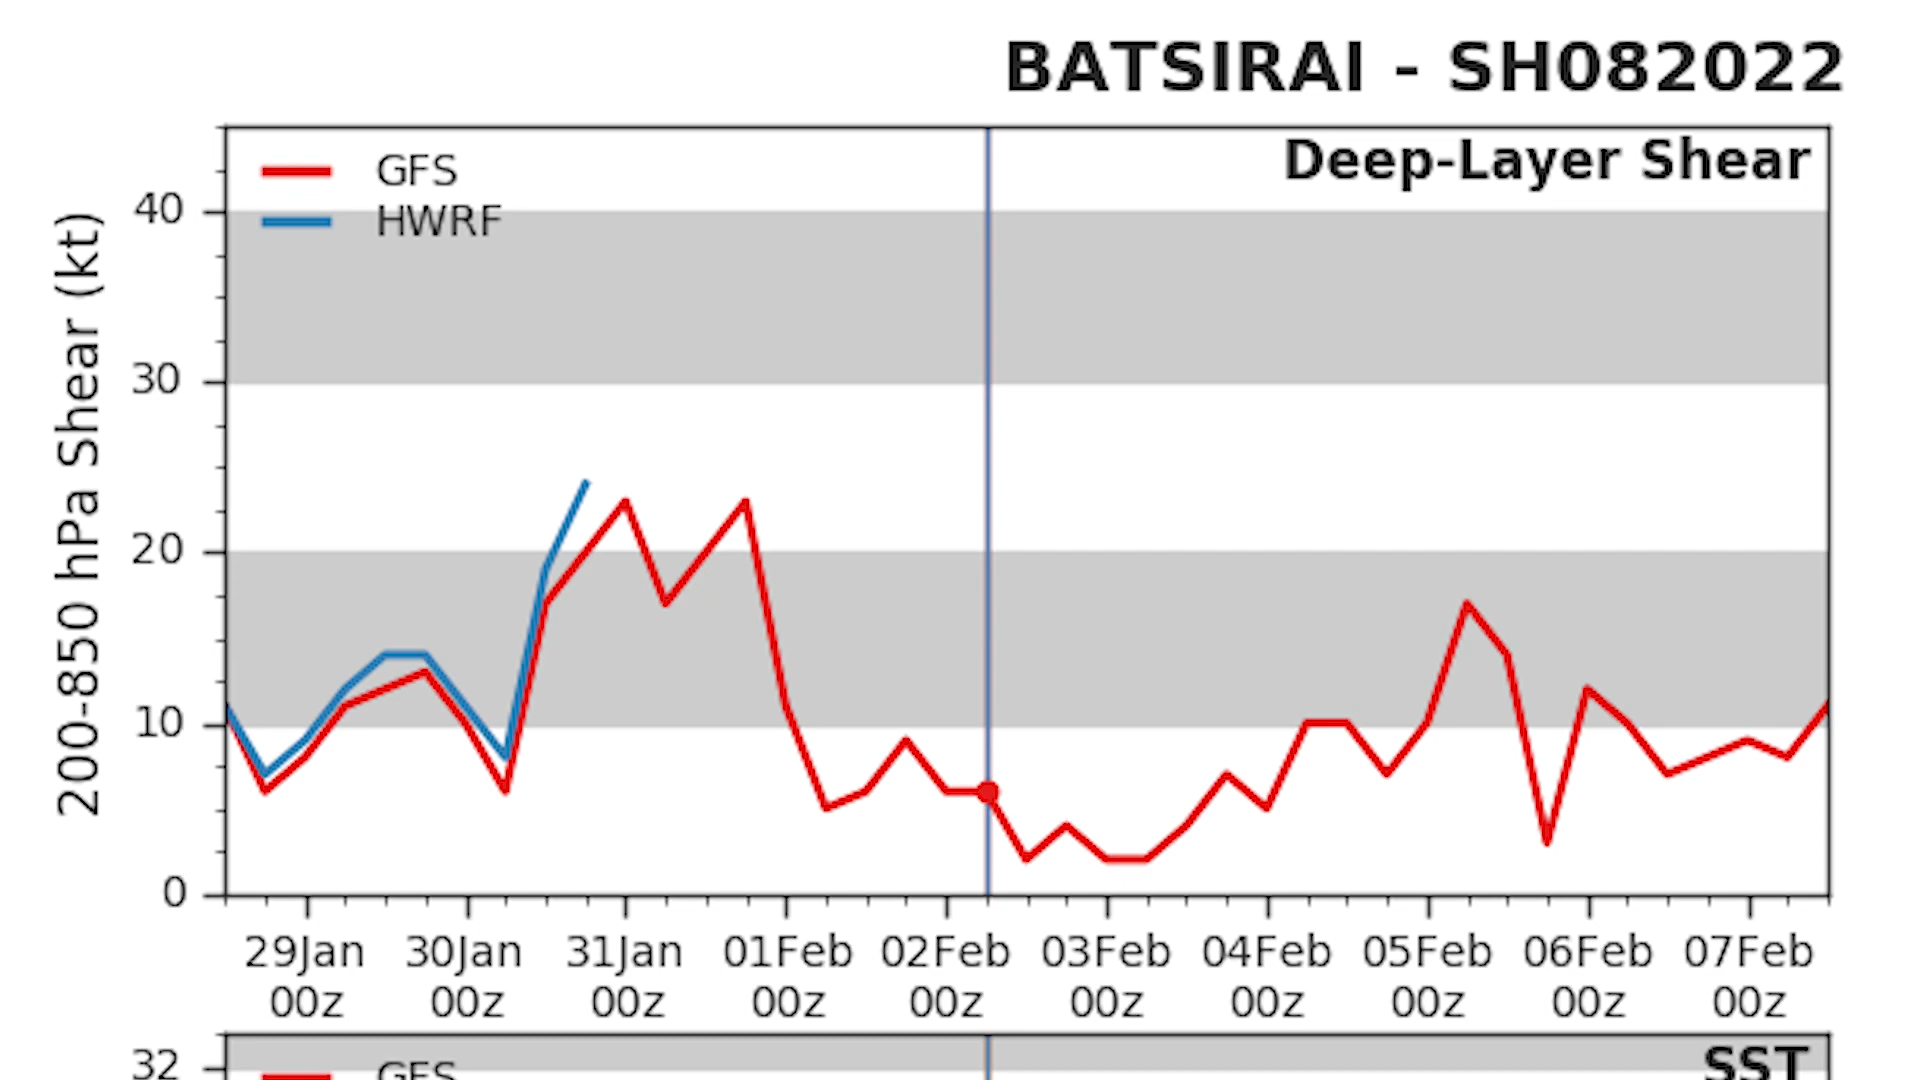 BATSIRAI - SH082022
Deep-Layer Shear
GFS
HWRF
200-850 hPa Shear (kt)
40
30
20
10
0
29Jan 30Jan 31Jan 01Feb 02Feb 03Feb 04Feb 05Feb 06Feb 07Feb
00z 00z 00z 00z 00z 00z 00z 00z 00z 00z
32
GFS
SST